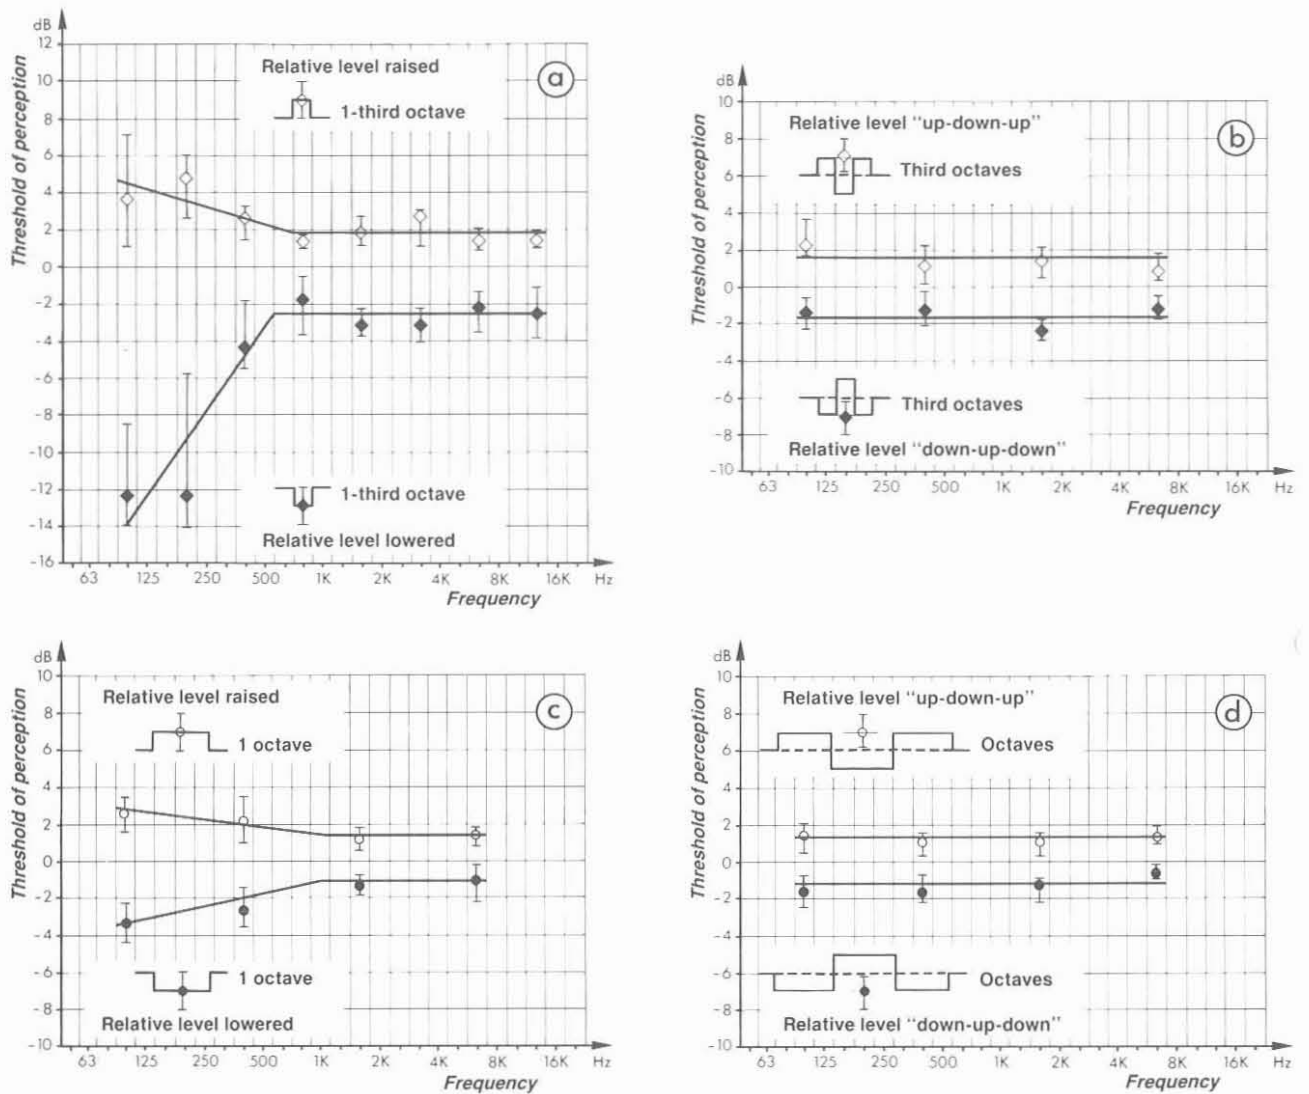 dB
12
10
8
6
4
2
0
-2
-4
-6
-8
-10
-12
-14
-16
Threshold of perception
Relative level raised
1-third octave
a
1-third octave
Relative level lowered
63 125 250 500 1K 2K 4K 8K 16K Hz
Frequency
dB
10
8
6
4
2
0
-2
-4
-6
-8
-10
Threshold of perception
Relative level "up-down-up"
Third octaves
b
Third octaves
Relative level "down-up-down"
63 125 250 500 1K 2K 4K 8K 16K Hz
Frequency
dB
10
8
6
4
2
0
-2
-4
-6
-8
-10
Threshold of perception
Relative level raised
1 octave
c
1 octave
Relative level lowered
63 125 250 500 1K 2K 4K 8K 16K Hz
Frequency
dB
10
8
6
4
2
0
-2
-4
-6
-8
-10
Threshold of perception
Relative level "up-down-up"
Octaves
d
Octaves
Relative level "down-up-down"
63 125 250 500 1K 2K 4K 8K 16K Hz
Frequency